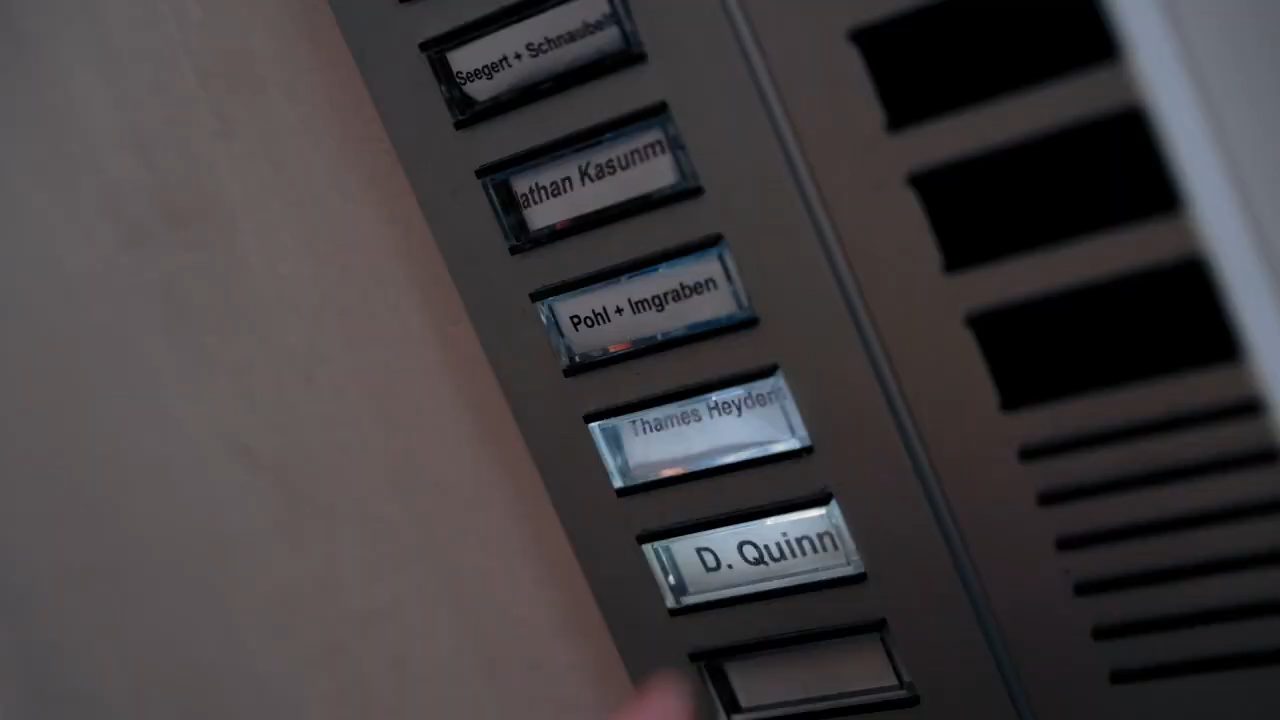 Seegert + Schnaubelt
athan Kasunm
Pohl + Imgraben
Thames Heyden
D. Quinn